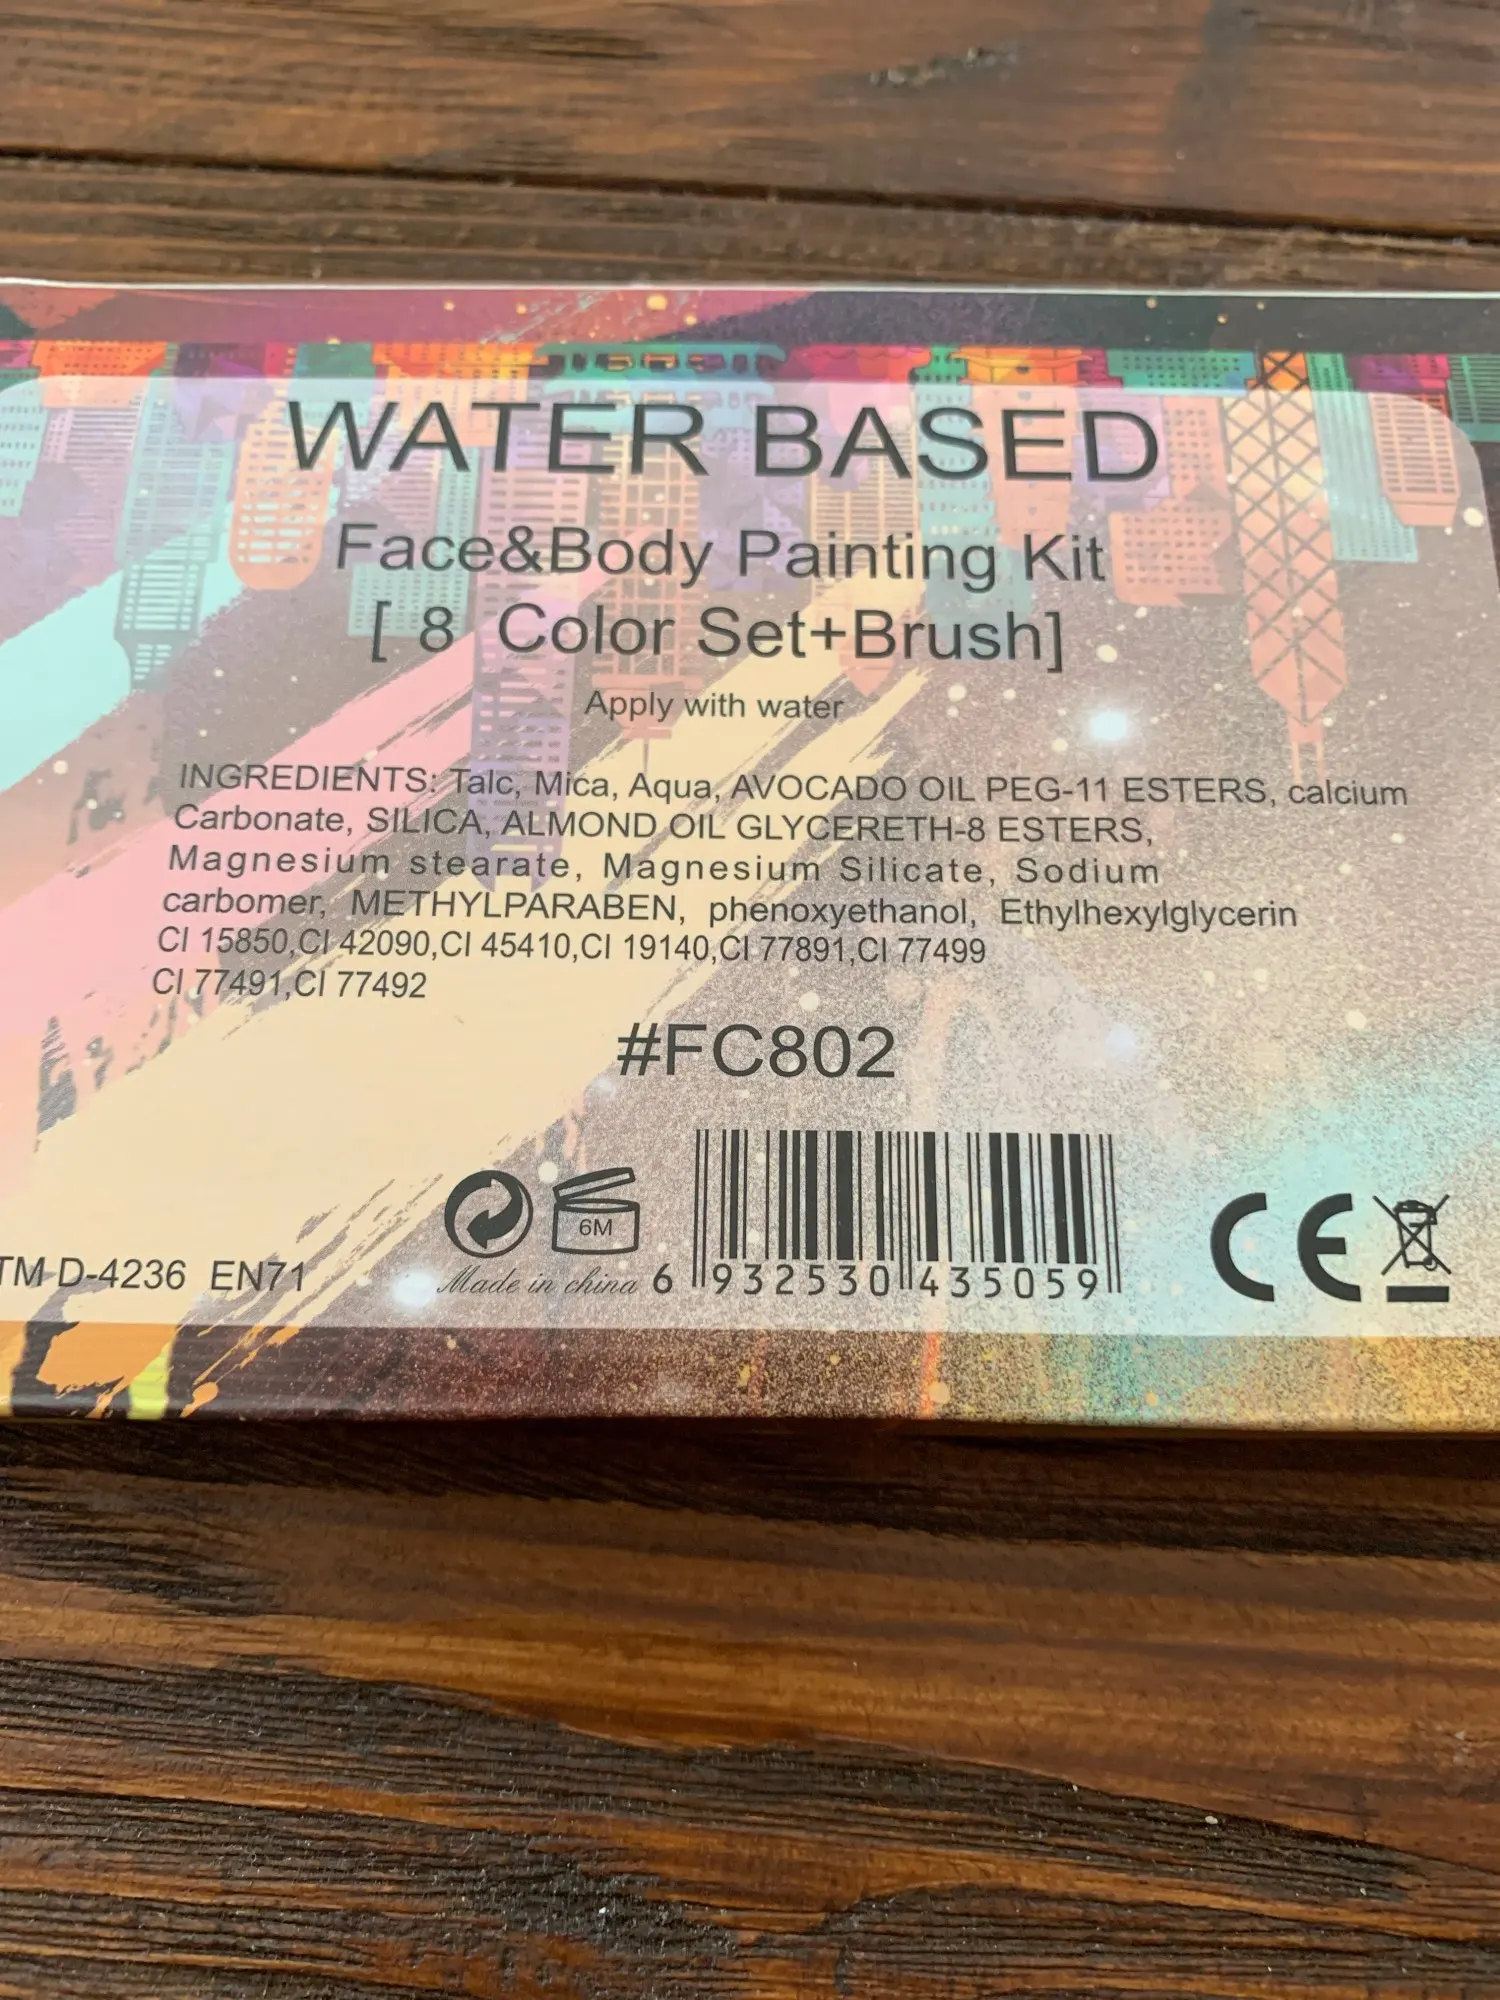 WATER BASED
Face&Body Painting Kit
[ 8 Color Set+Brush]
Apply with water
INGREDIENTS: Talc, Mica, Aqua, AVOCADO OIL PEG-11 ESTERS, calcium
Carbonate, SILICA, ALMOND OIL GLYCERETH-8 ESTERS,
Magnesium stearate, Magnesium Silicate, Sodium
carbomer, METHYLPARABEN, phenoxyethanol, Ethylhexylglycerin
CI 15850,CI 42090,CI 45410,CI 19140,CI 77891,CI 77499
CI 77491,CI 77492
#FC802
6M
TM D-4236 EN71
Made in china
6 932530 435059
CE